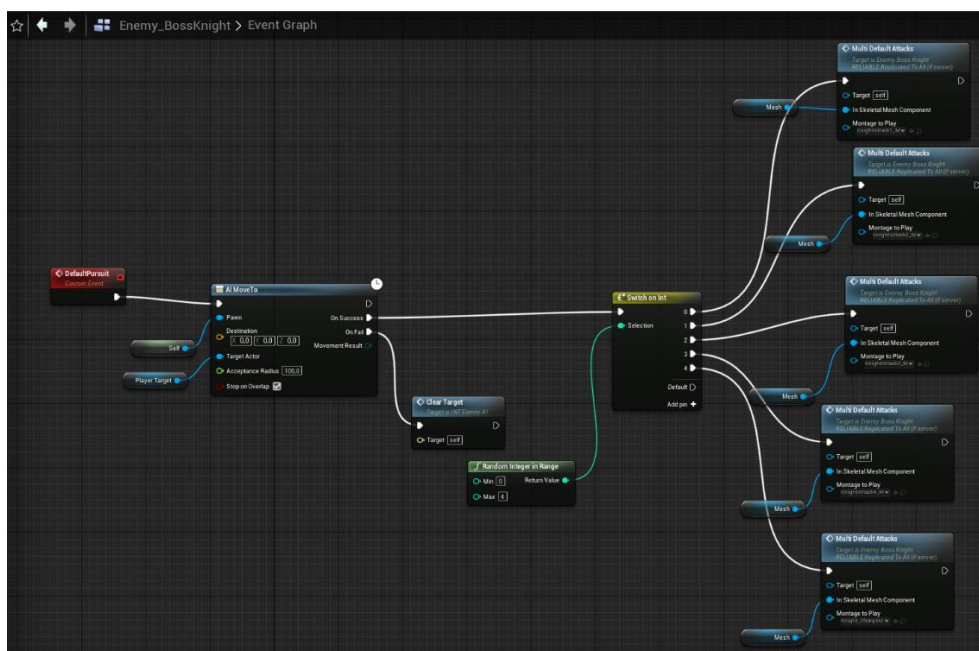 Enemy_BossKnight > Event Graph
DefaultPursuit
Custom Event
AI MoveTo
Pawn
On Success
Destination
On Fail
X 0,0 Y 0,0 Z 0,0
Movement Result
Target Actor
Acceptance Radius 100,0
Stop on Overlap
Self
Player Target
Clear Target
Target is
Target self
Random Integer in Range
Min 0
Return Value
Max 4
Switch on Int
0
Selection
1
2
3
4
Default
Add pin
Multi Default Attacks
Target is Enemy Boss Knight
RELIABLE Replicated To All (if server)
Target self
In Skeletal Mesh Component
Montage to Play
Mesh
Multi Default Attacks
Target is Enemy Boss Knight
RELIABLE Replicated To All (if server)
Target self
In Skeletal Mesh Component
Montage to Play
Mesh
Multi Default Attacks
Target is Enemy Boss Knight
RELIABLE Replicated To All (if server)
Target self
In Skeletal Mesh Component
Montage to Play
Mesh
Multi Default Attacks
Target is Enemy Boss Knight
RELIABLE Replicated To All (if server)
Target self
In Skeletal Mesh Component
Montage to Play
Mesh
Multi Default Attacks
Target is Enemy Boss Knight
RELIABLE Replicated To All (if server)
Target self
In Skeletal Mesh Component
Montage to Play
Mesh